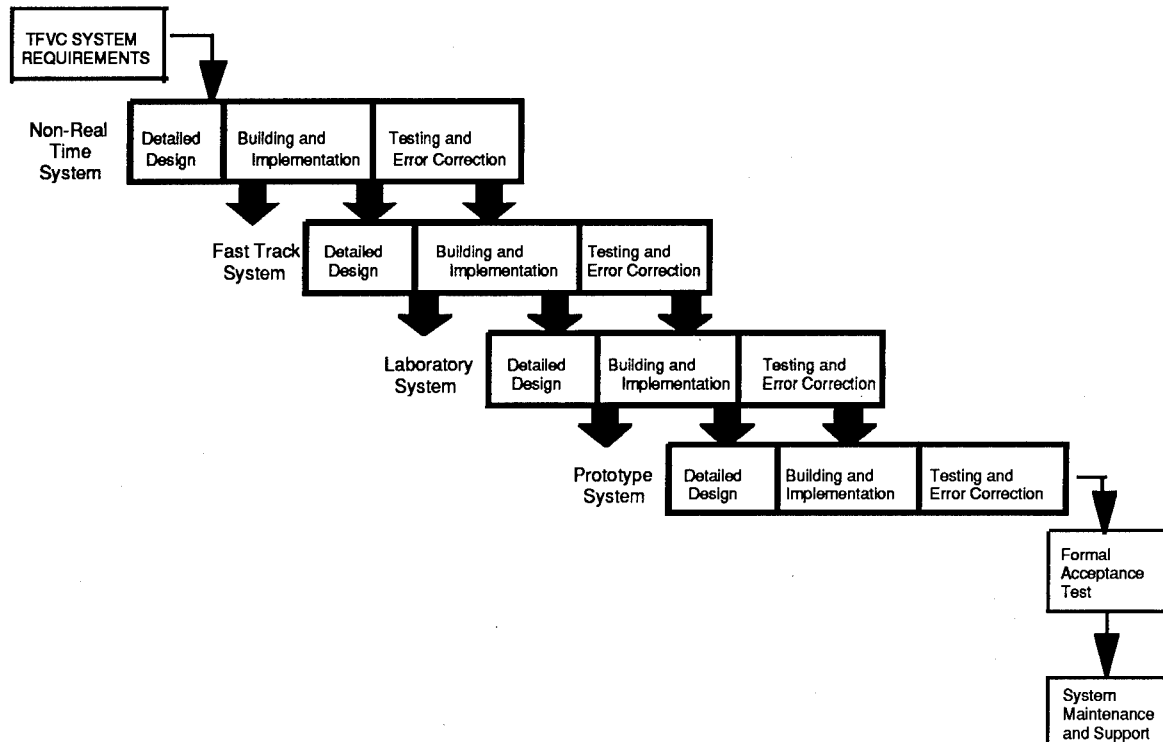 TFVC SYSTEM
REQUIREMENTS
Non-Real
Time
System
Detailed
Design
Building and
Implementation
Testing and
Error Correction
Fast Track
System
Detailed
Design
Building and
Implementation
Testing and
Error Correction
Laboratory
System
Detailed
Design
Building and
Implementation
Testing and
Error Correction
Prototype
System
Detailed
Design
Building and
Implementation
Testing and
Error Correction
Formal
Acceptance
Test
System
Maintenance
and Support